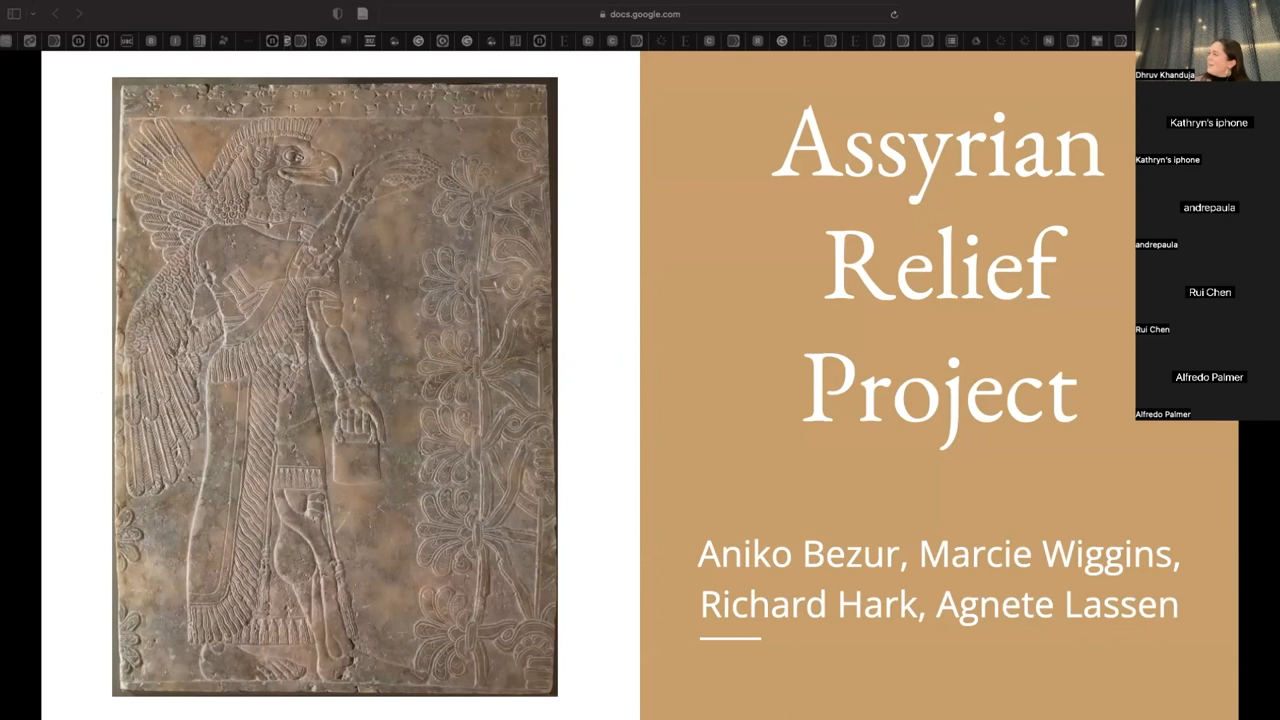 docs.google.com
Assyrian
Relief
Project
Aniko Bezur, Marcie Wiggins,
Richard Hark, Agnete Lassen
Dhruv Khanduja
Kathryn's iphone
Kathryn's iphone
andrepaula
andrepaula
Rui Chen
Rui Chen
Alfredo Palmer
Alfredo Palmer